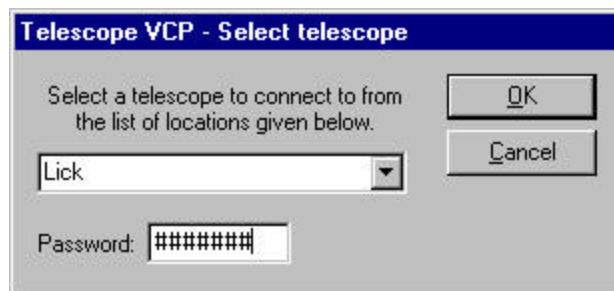 Telescope VCP - Select telescope
Select a telescope to connect to from
the list of locations given below.
OK
Cancel
Lick
Password: #######